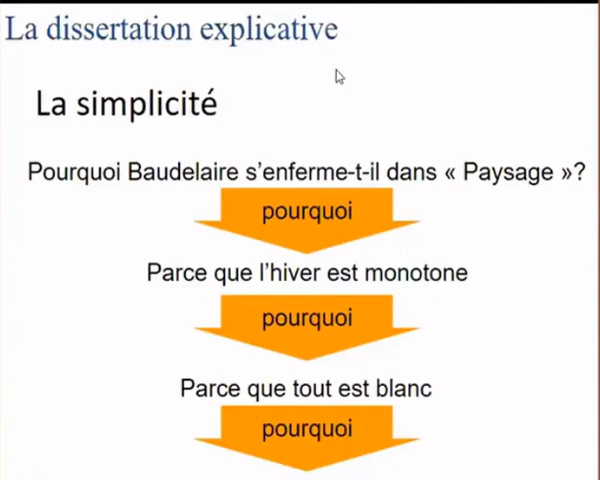 La dissertation explicative
La simplicité
Pourquoi Baudelaire s’enferme-t-il dans « Paysage »?
pourquoi
Parce que l’hiver est monotone
pourquoi
Parce que tout est blanc
pourquoi